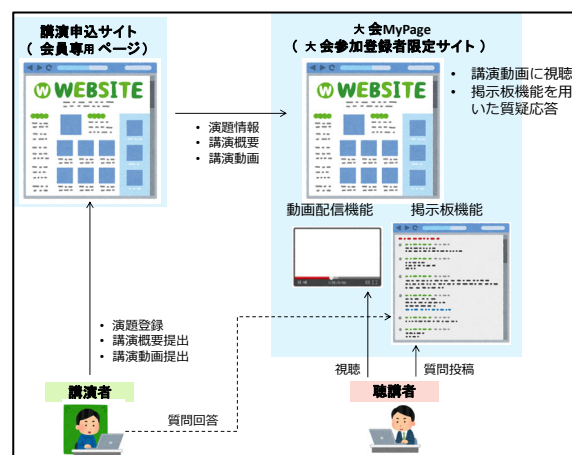 講演申込サイト
（ 会員専用 ページ）
WEBSITE
• 演題情報
• 講演概要
• 講演動画
大 会MyPage
（ 大 会参加登録者限定サイト ）
WEBSITE
• 講演動画に視聴
• 掲示板機能を用
いた質疑応答
動画配信機能
掲示板機能
• 演題登録
• 講演概要提出
• 講演動画提出
視聴
質問投稿
講演者
聴講者
質問回答